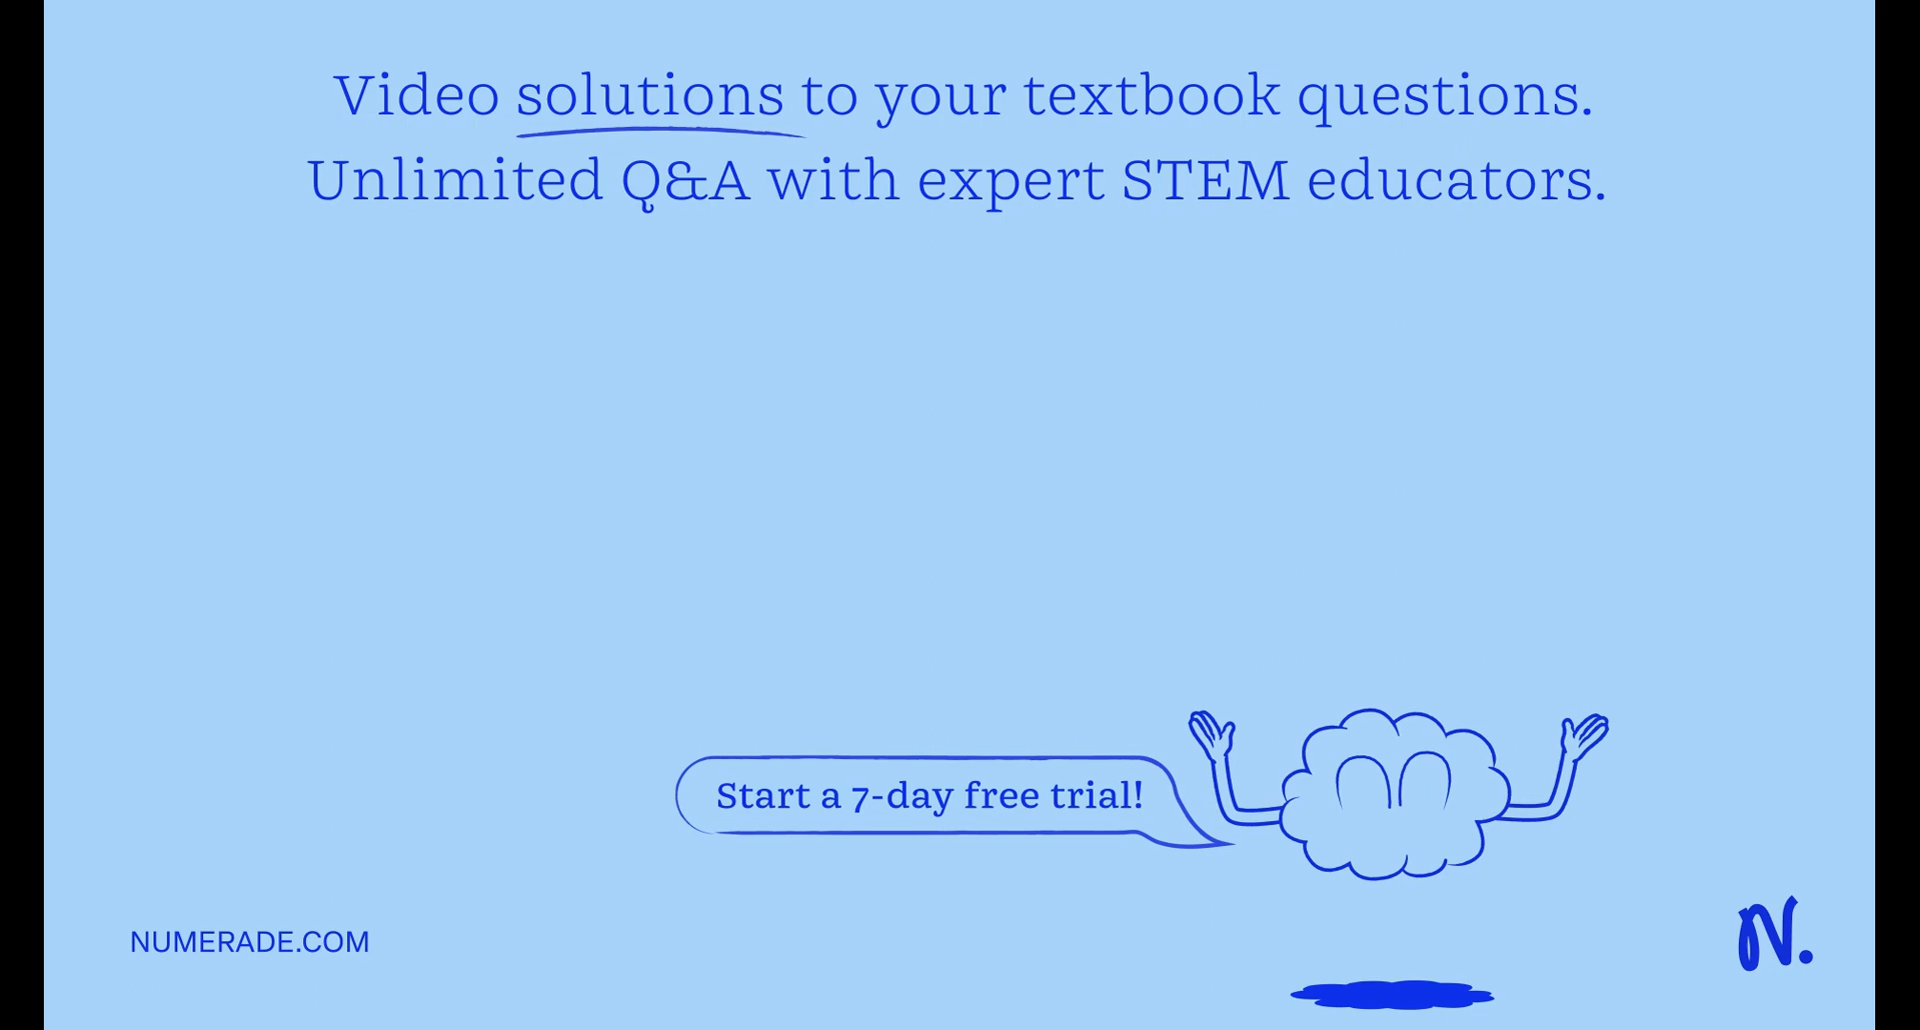 Video solutions to your textbook questions.
Unlimited Q&A with expert STEM educators.
Start a 7-day free trial!
NUMERADE.COM
N.